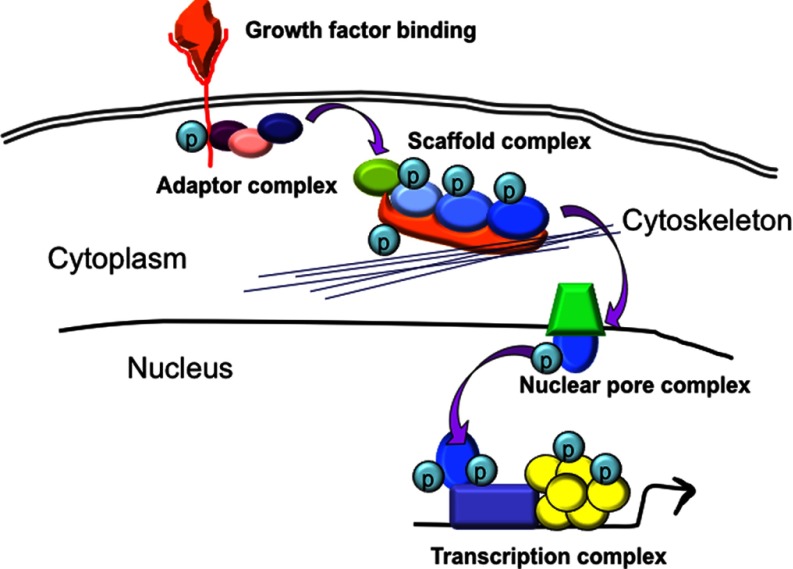 Growth factor binding
p
Adaptor complex
Scaffold complex
p
p
p
p
Cytoskeleton
Cytoplasm
Nucleus
p
Nuclear pore complex
p
p
p
p
Transcription complex